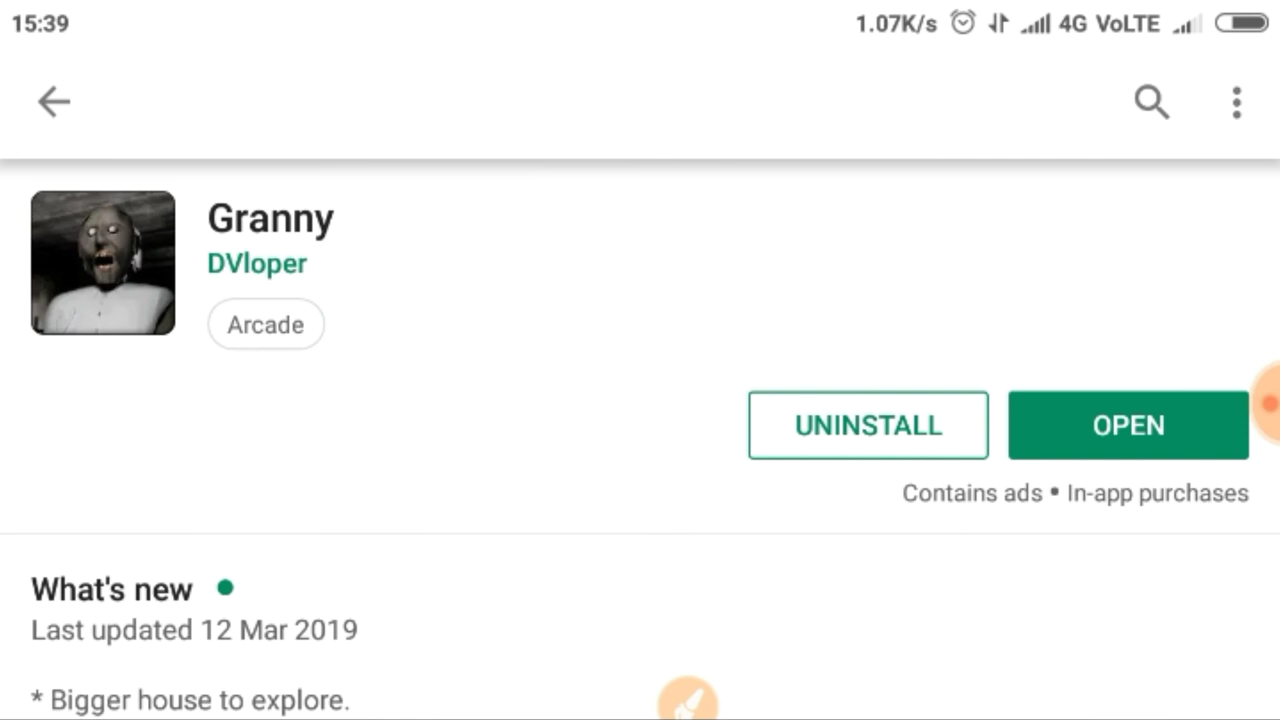 15:39 1.07K/s 4G VoLTE
Granny
DVloper
Arcade
UNINSTALL OPEN
Contains ads • In-app purchases
What's new
Last updated 12 Mar 2019
* Bigger house to explore.